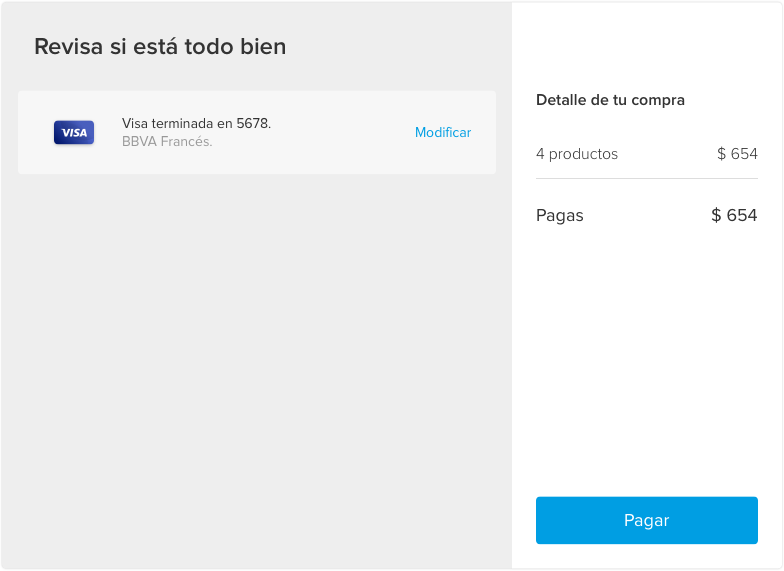 Revisa si está todo bien
VISA
Visa terminada en 5678.
BBVA Francés.
Modificar
Detalle de tu compra
4 productos $ 654
Pagas $ 654
Pagar